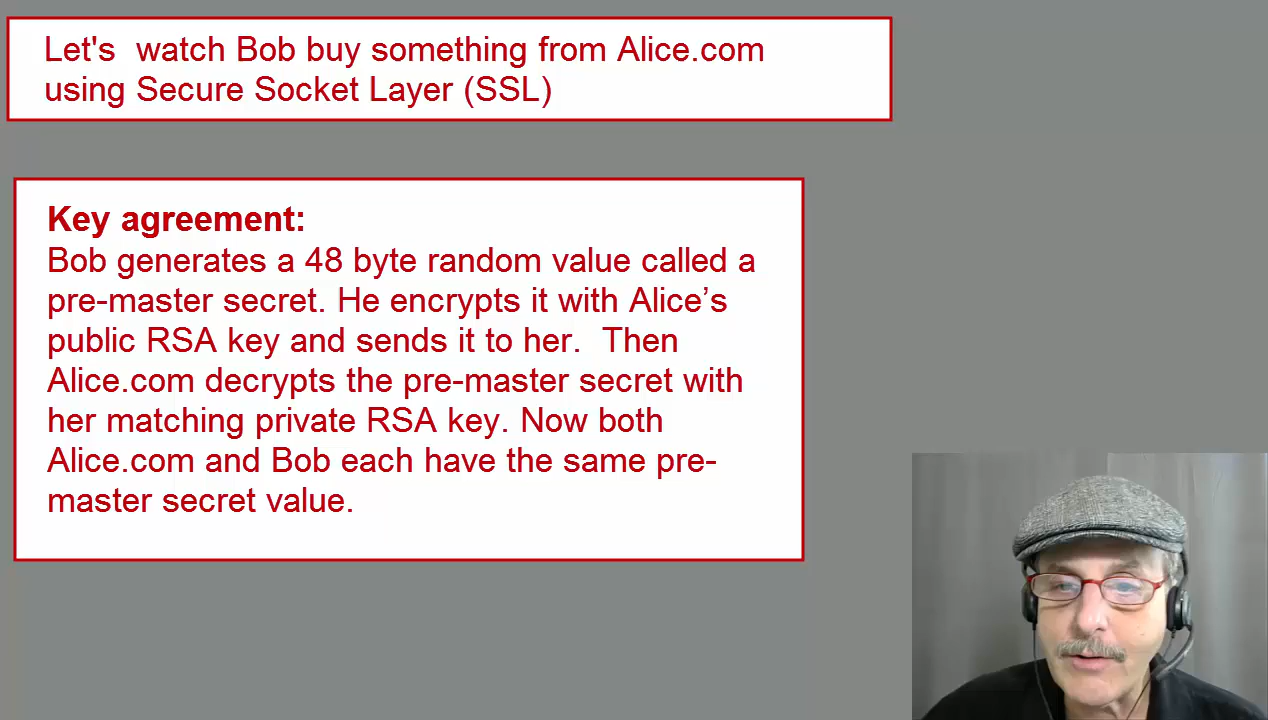 Let's  watch Bob buy something from Alice.com
using Secure Socket Layer (SSL)
Key agreement:
Bob generates a 48 byte random value called a
pre-master secret. He encrypts it with Alice’s
public RSA key and sends it to her.  Then
Alice.com decrypts the pre-master secret with
her matching private RSA key. Now both
Alice.com and Bob each have the same pre-
master secret value.